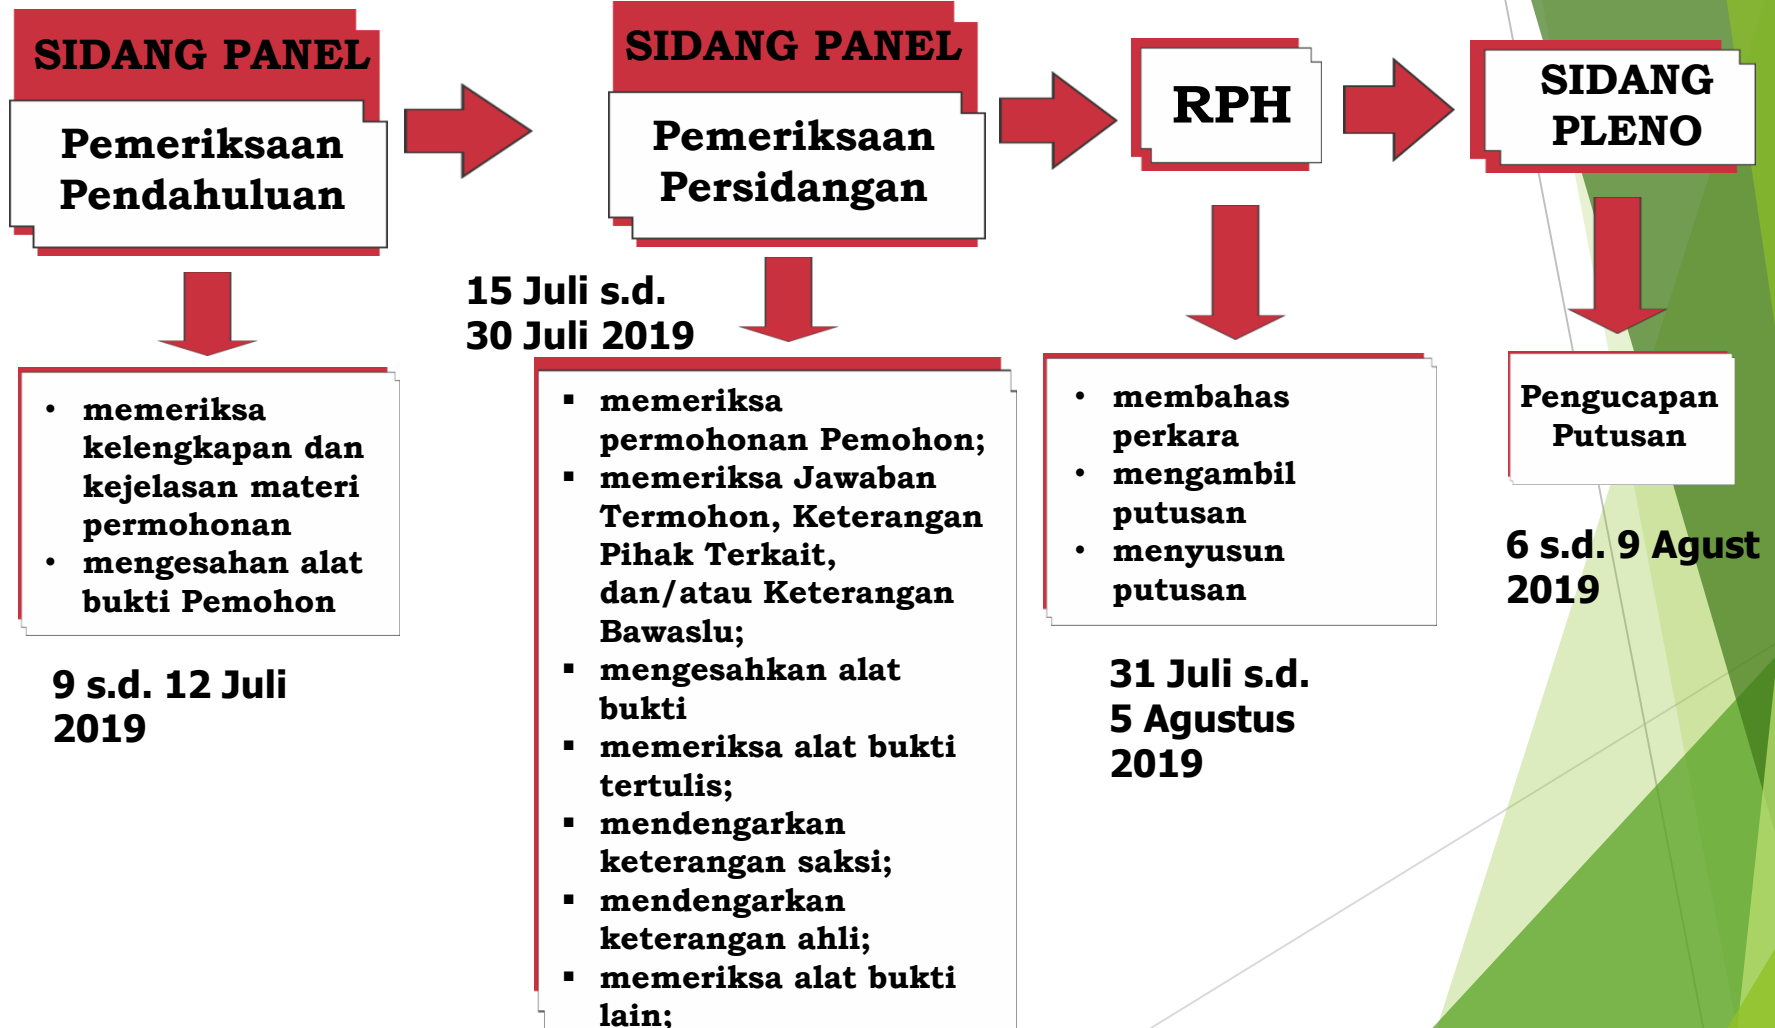 SIDANG PANEL
Pemeriksaan
Pendahuluan
• memeriksa
kelengkapan dan
kejelasan materi
permohonan
• mengesahan alat
bukti Pemohon
9 s.d. 12 Juli
2019
SIDANG PANEL
Pemeriksaan
Persidangan
15 Juli s.d.
30 Juli 2019
▪ memeriksa
permohonan Pemohon;
▪ memeriksa Jawaban
Termohon, Keterangan
Pihak Terkait,
dan/atau Keterangan
Bawaslu;
▪ mengesahkan alat
bukti
▪ memeriksa alat bukti
tertulis;
▪ mendengarkan
keterangan saksi;
▪ mendengarkan
keterangan ahli;
▪ memeriksa alat bukti
lain;
RPH
• membahas
perkara
• mengambil
putusan
• menyusun
putusan
31 Juli s.d.
5 Agustus
2019
SIDANG
PLENO
Pengucapan
Putusan
6 s.d. 9 Agust
2019